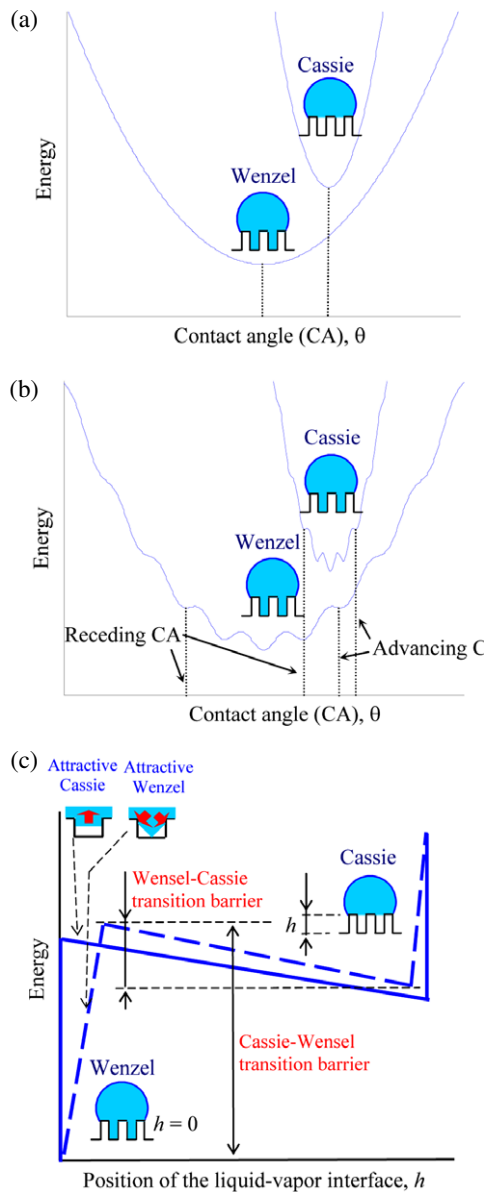 (a)
Cassie
Wenzel
Energy
Contact angle (CA), θ
(b)
Cassie
Wenzel
Energy
Receding CA
Advancing C
Contact angle (CA), θ
(c)
Attractive Attractive
Cassie Wenzel
Wensel-Cassie
transition barrier
Cassie
h
Energy
Cassie-Wensel
transition barrier
Wenzel
h = 0
Position of the liquid-vapor interface, h